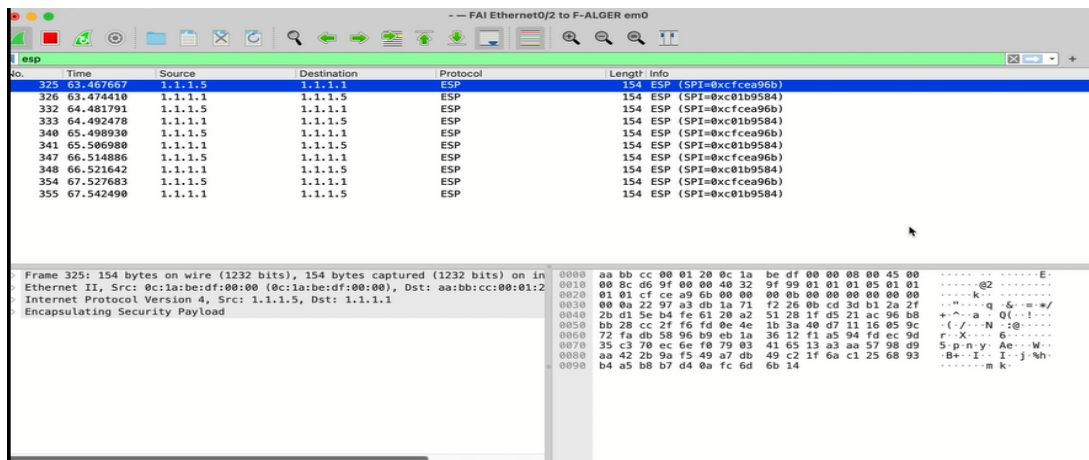 - — FAI Ethernet0/2 to F-ALGER em0
esp
No. Time Source Destination Protocol Length Info
325 63.467667 1.1.1.5 1.1.1.1 ESP 154 ESP (SPI=0xcfcea96b)
326 63.474410 1.1.1.1 1.1.1.5 ESP 154 ESP (SPI=0xc01b9584)
332 64.481791 1.1.1.5 1.1.1.1 ESP 154 ESP (SPI=0xcfcea96b)
333 64.492478 1.1.1.1 1.1.1.5 ESP 154 ESP (SPI=0xc01b9584)
340 65.498930 1.1.1.5 1.1.1.1 ESP 154 ESP (SPI=0xcfcea96b)
341 65.506980 1.1.1.1 1.1.1.5 ESP 154 ESP (SPI=0xc01b9584)
347 66.514886 1.1.1.5 1.1.1.1 ESP 154 ESP (SPI=0xcfcea96b)
348 66.521642 1.1.1.1 1.1.1.5 ESP 154 ESP (SPI=0xc01b9584)
354 67.527683 1.1.1.5 1.1.1.1 ESP 154 ESP (SPI=0xcfcea96b)
355 67.542490 1.1.1.1 1.1.1.5 ESP 154 ESP (SPI=0xc01b9584)
Frame 325: 154 bytes on wire (1232 bits), 154 bytes captured (1232 bits) on in
Ethernet II, Src: 0c:1a:be:df:00:00 (0c:1a:be:df:00:00), Dst: aa:bb:cc:00:01:2
Internet Protocol Version 4, Src: 1.1.1.5, Dst: 1.1.1.1
Encapsulating Security Payload
0000 aa bb cc 00 01 20 0c 1a be df 00 00 08 00 45 00
0010 00 8c d6 9f 00 00 40 32 9f 99 01 01 01 05 01 01
0020 01 01 cf ce a9 6b 00 00 00 0b 00 00 00 00 00 00
0030 00 0a 22 97 a3 db 1a 71 f2 26 0b cd 3d b1 2a 2f
0040 2b d1 5e b4 fe 61 20 a2 51 28 1f d5 21 ac 96 b8
0050 bb 28 cc 2f f6 fd 0e 4e 1b 3a 40 d7 11 16 05 9c
0060 72 fa db 58 96 b9 eb 1a 36 12 f1 a5 94 fd ec 9d
0070 35 c3 70 ec 6e f0 79 03 41 65 13 a3 aa 57 98 d9
0080 aa 42 2b 9a f5 49 a7 db 49 c2 1f 6a c1 25 68 93
0090 b4 a5 b8 b7 d4 0a fc 6d 6b 14